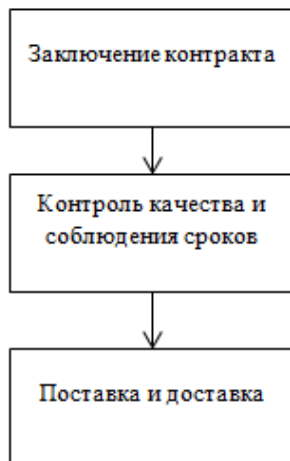 Заключение контракта
Контроль качества и
соблюдения сроков
Поставка и доставка